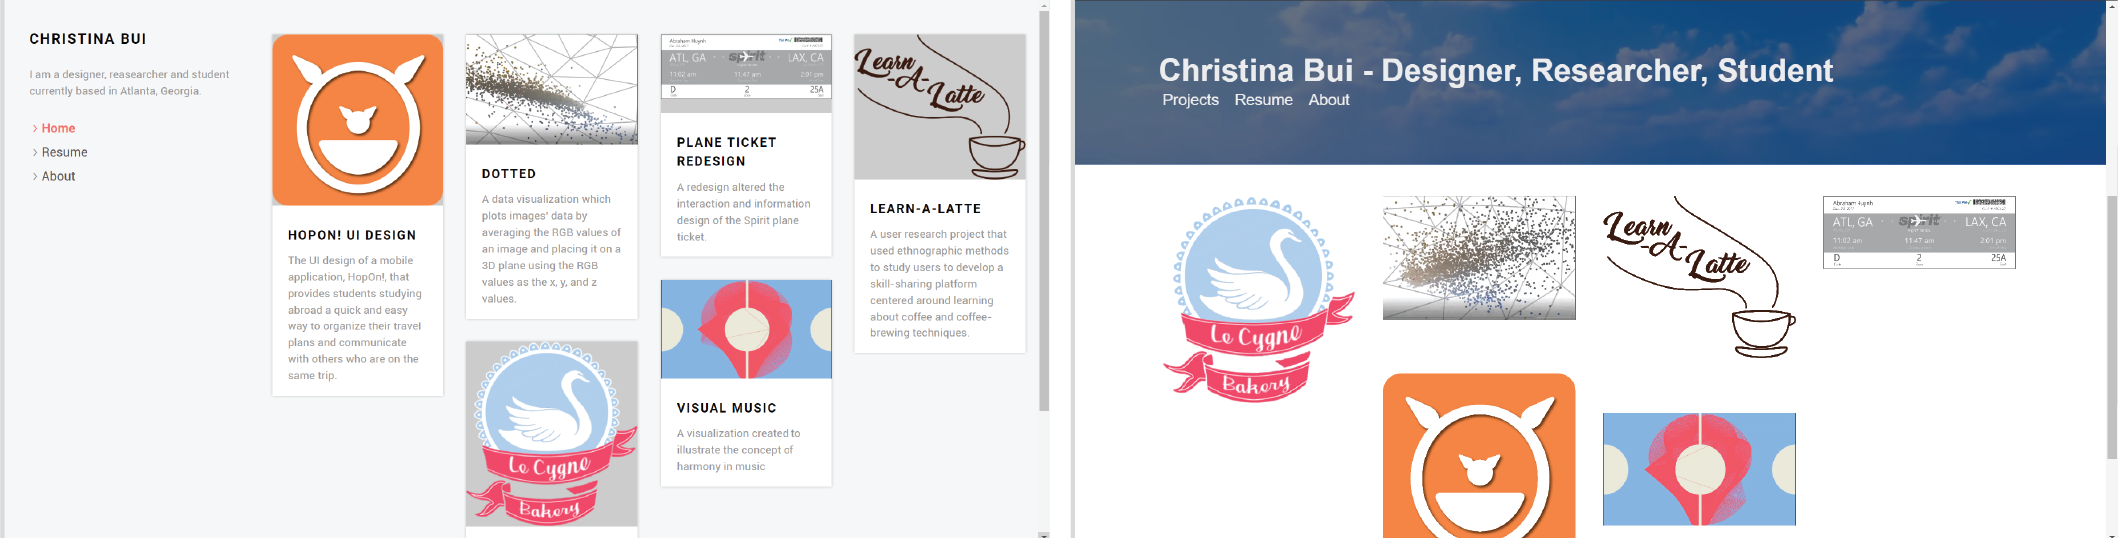 CHRISTINA BUI
I am a designer, reasearcher and student
currently based in Atlanta, Georgia.
Home
Resume
About
HOPON! UI DESIGN
The UI design of a mobile
application, HopOn!, that
provides students studying
abroad a quick and easy
way to organize their travel
plans and communicate
with others who are on the
same trip.
DOTTED
A data visualization which
plots images' data by
averaging the RGB values of
an image and placing it on a
3D plane using the RGB
values as the x, y, and z
values.
Le Cygne
Bakery
Abraham Huynh
ATL, GA
spirit
LAX, CA
11:02 am
11:47 am
2:01 pm
D
2
25A
PLANE TICKET
REDESIGN
A redesign altered the
interaction and information
design of the Spirit plane
ticket.
VISUAL MUSIC
A visualization created to
illustrate the concept of
harmony in music
Learn
-A-
Latte
LEARN-A-LATTE
A user research project that
used ethnographic methods
to study users to develop a
skill-sharing platform
centered around learning
about coffee and coffee-
brewing techniques.
Christina Bui - Designer, Researcher, Student
Projects Resume About
Le Cygne
Bakery
Learn
-A-
Latte
Abraham Huynh
ATL, GA
spirit
LAX, CA
11:02 am
11:47 am
2:01 pm
D
2
25A